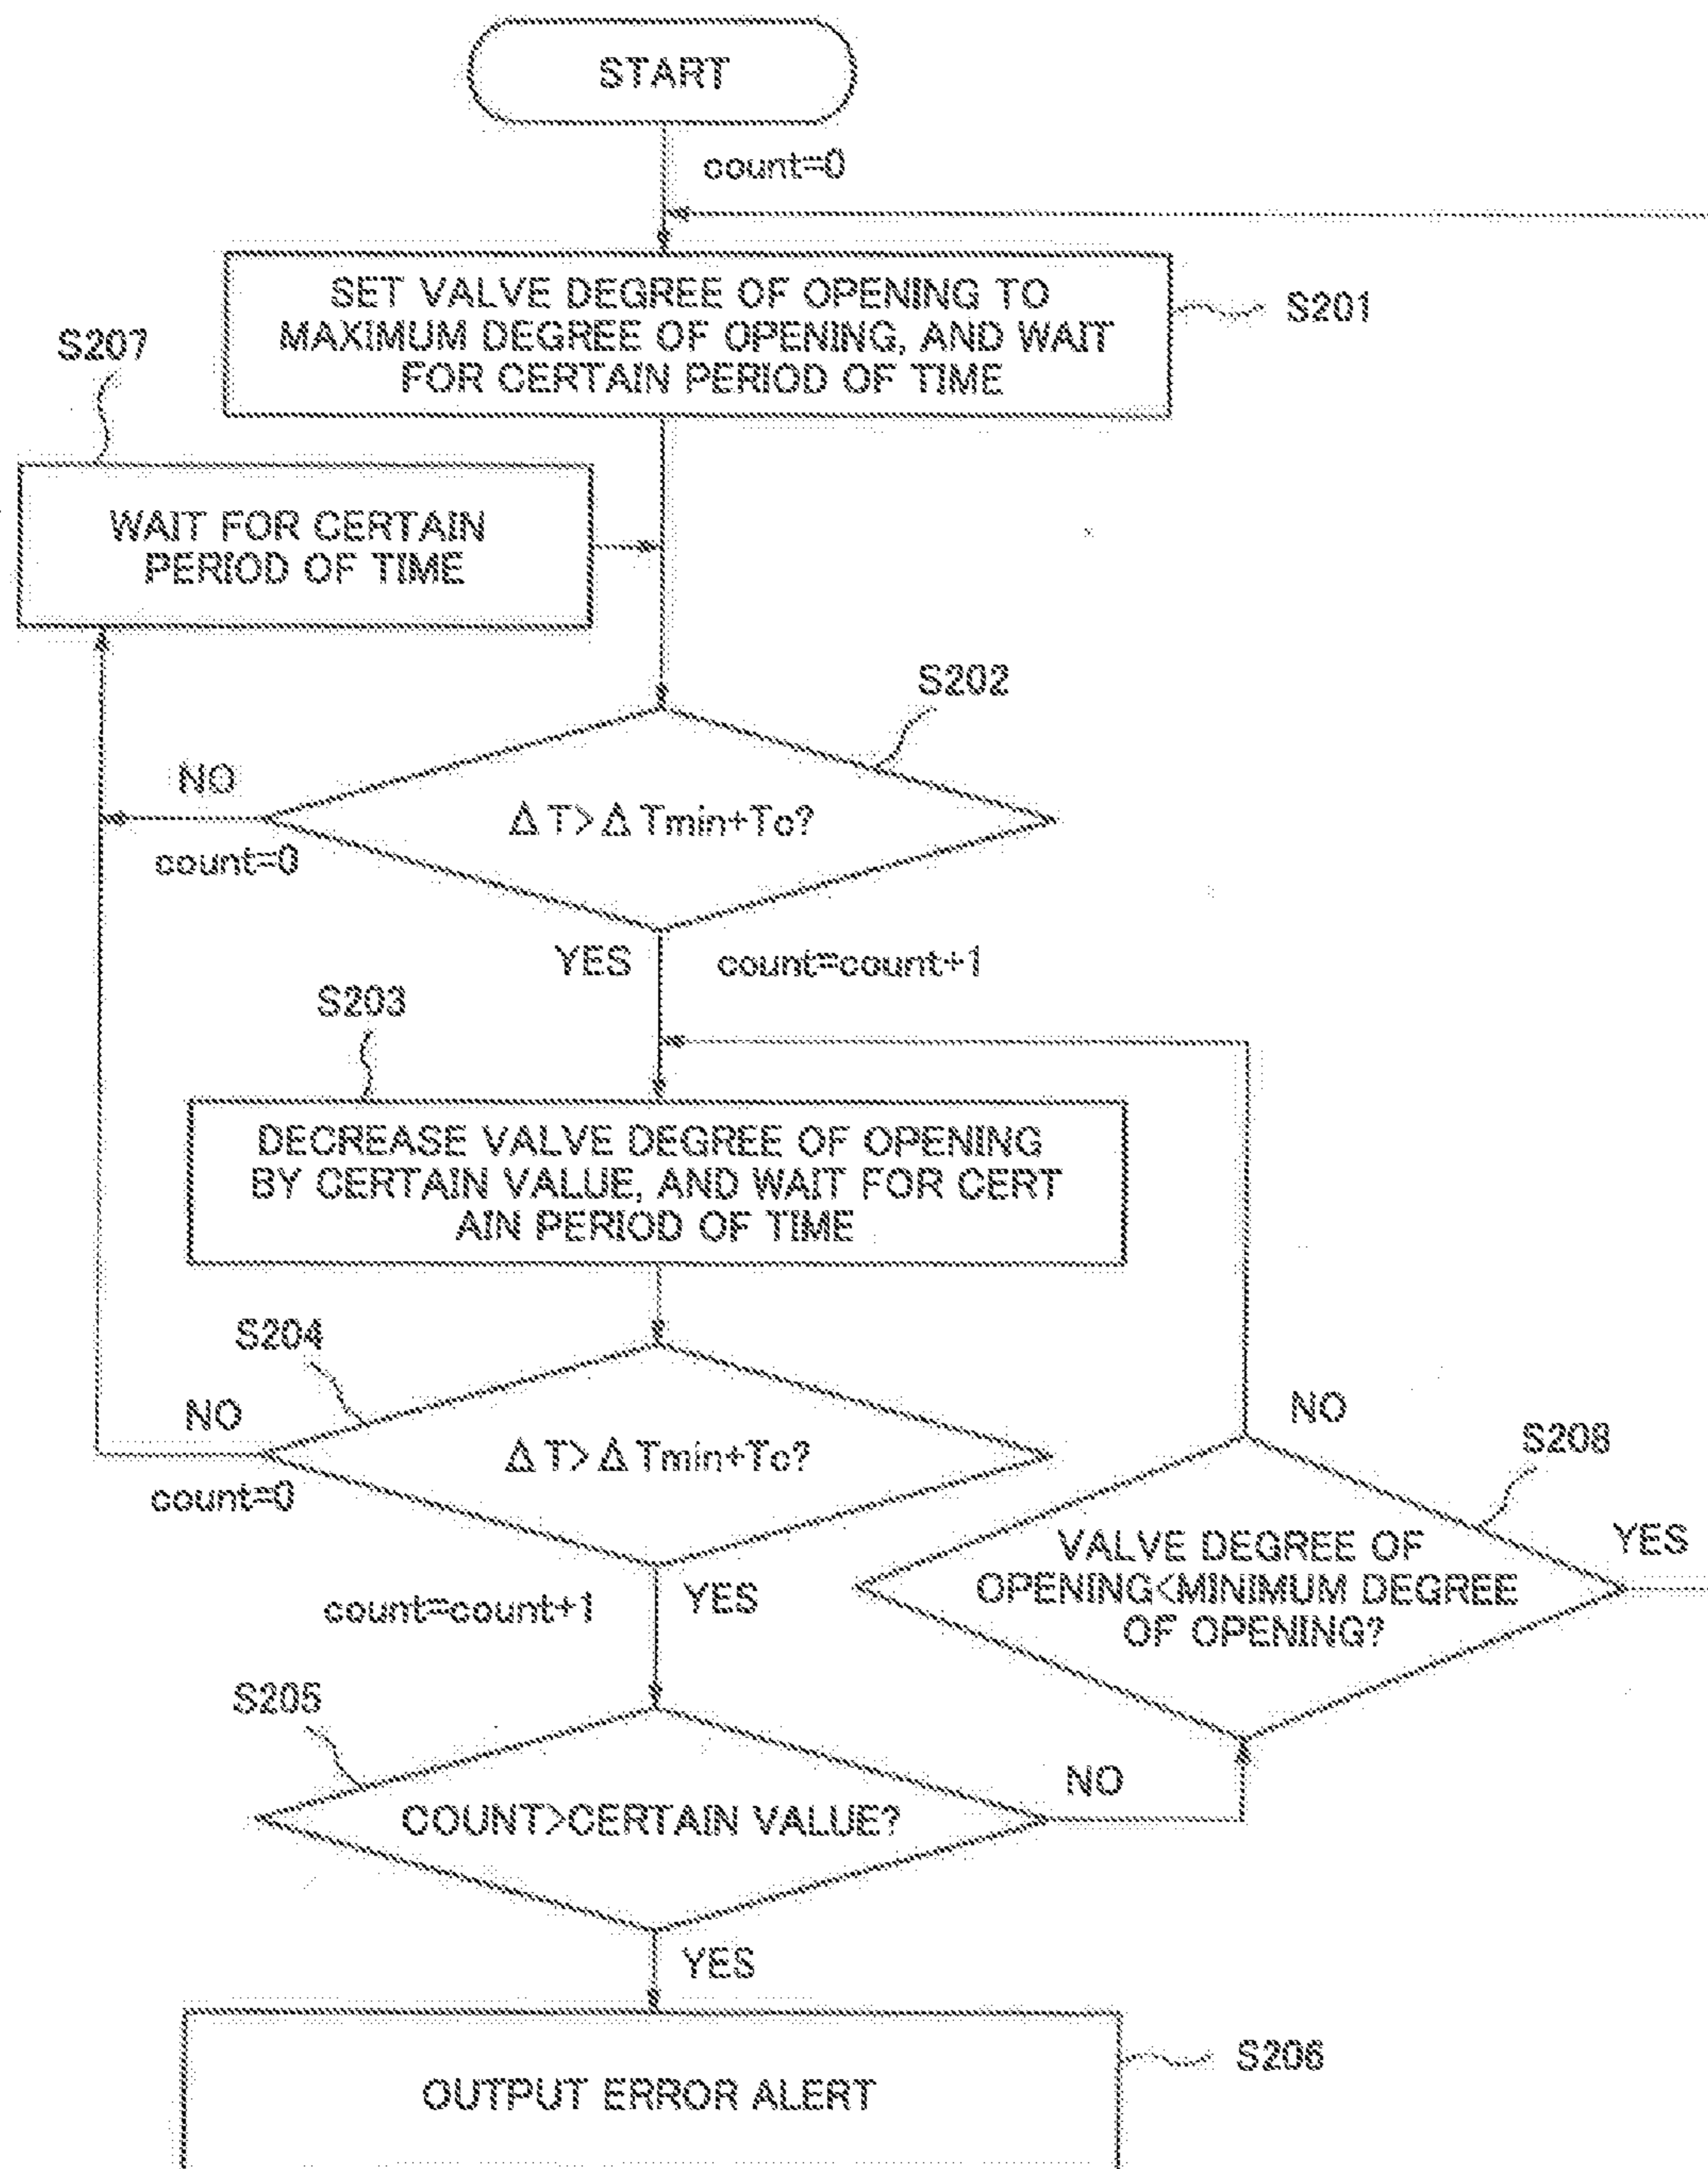 START
count=0
SET VALVE DEGREE OF OPENING TO
MAXIMUM DEGREE OF OPENING, AND WAIT
FOR CERTAIN PERIOD OF TIME
S201
S207
WAIT FOR CERTAIN
PERIOD OF TIME
S202
NO
ΔT>ΔTmin+Tc?
count=0
YES
count=count+1
S203
DECREASE VALVE DEGREE OF OPENING
BY CERTAIN VALUE, AND WAIT FOR CERT
AIN PERIOD OF TIME
S204
NO
ΔT>ΔTmin+Tc?
count=0
NO
S208
YES
VALVE DEGREE OF
OPENING<MINIMUM DEGREE
OF OPENING?
count=count+1
YES
S205
NO
COUNT>CERTAIN VALUE?
YES
S206
OUTPUT ERROR ALERT